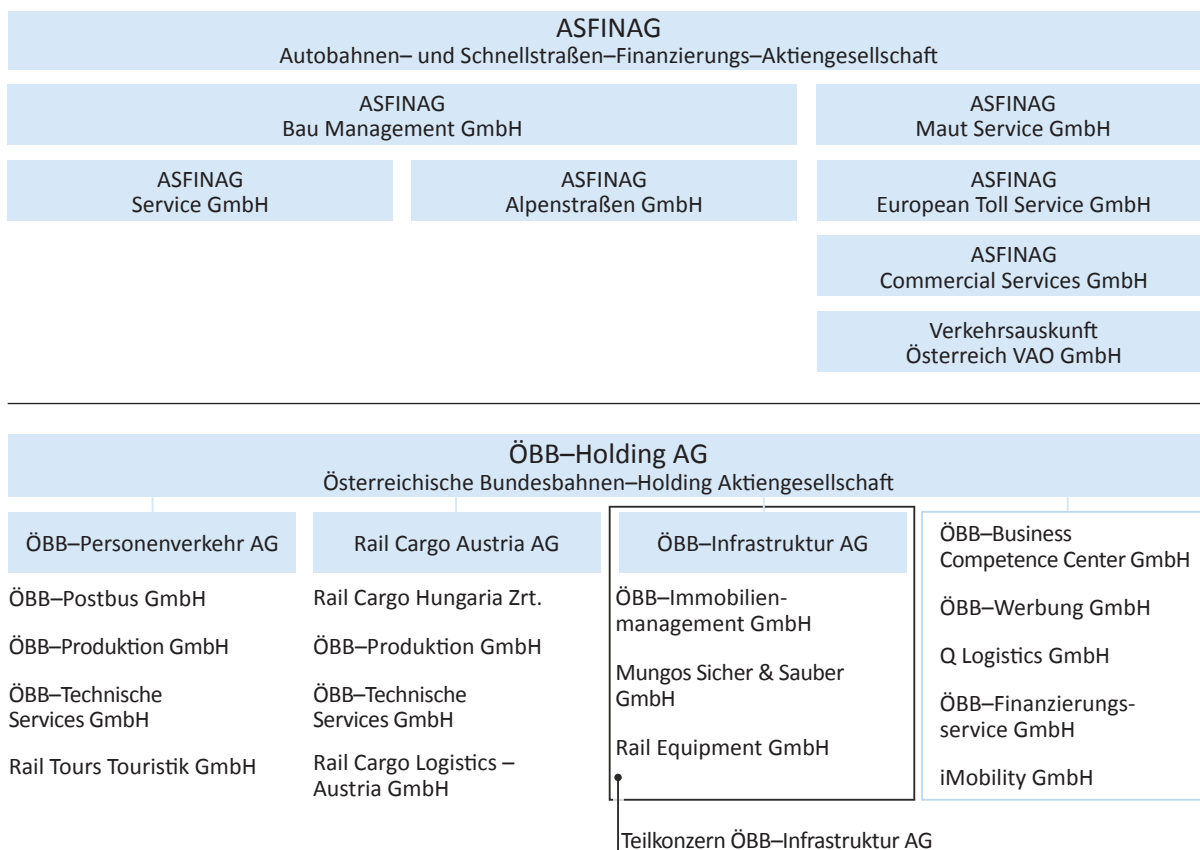 ASFINAG
Autobahnen– und Schnellstraßen–Finanzierungs–Aktiengesellschaft
ASFINAG
Bau Management GmbH
ASFINAG
Maut Service GmbH
ASFINAG
Service GmbH
ASFINAG
Alpenstraßen GmbH
ASFINAG
European Toll Service GmbH
ASFINAG
Commercial Services GmbH
Verkehrsauskunft
Österreich VAO GmbH
ÖBB–Holding AG
Österreichische Bundesbahnen–Holding Aktiengesellschaft
ÖBB–Personenverkehr AG
ÖBB–Postbus GmbH
ÖBB–Produktion GmbH
ÖBB–Technische
Services GmbH
Rail Tours Touristik GmbH
Rail Cargo Austria AG
Rail Cargo Hungaria Zrt.
ÖBB–Produktion GmbH
ÖBB–Technische
Services GmbH
Rail Cargo Logistics –
Austria GmbH
ÖBB–Infrastruktur AG
ÖBB–Immobilien-
management GmbH
Mungos Sicher & Sauber
GmbH
Rail Equipment GmbH
Teilkonzern ÖBB–Infrastruktur AG
ÖBB–Business
Competence Center GmbH
ÖBB–Werbung GmbH
Q Logistics GmbH
ÖBB–Finanzierungs-
service GmbH
iMobility GmbH